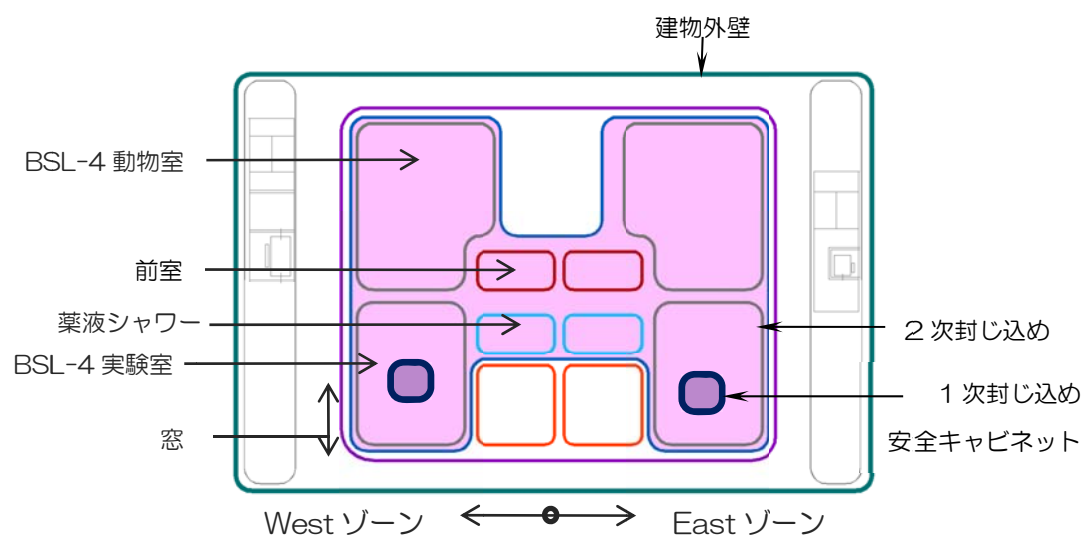 建物外壁
BSL-4 動物室
前室
薬液シャワー
2 次封じ込め
BSL-4 実験室
1 次封じ込め
窓
安全キャビネット
West ゾーン
East ゾーン